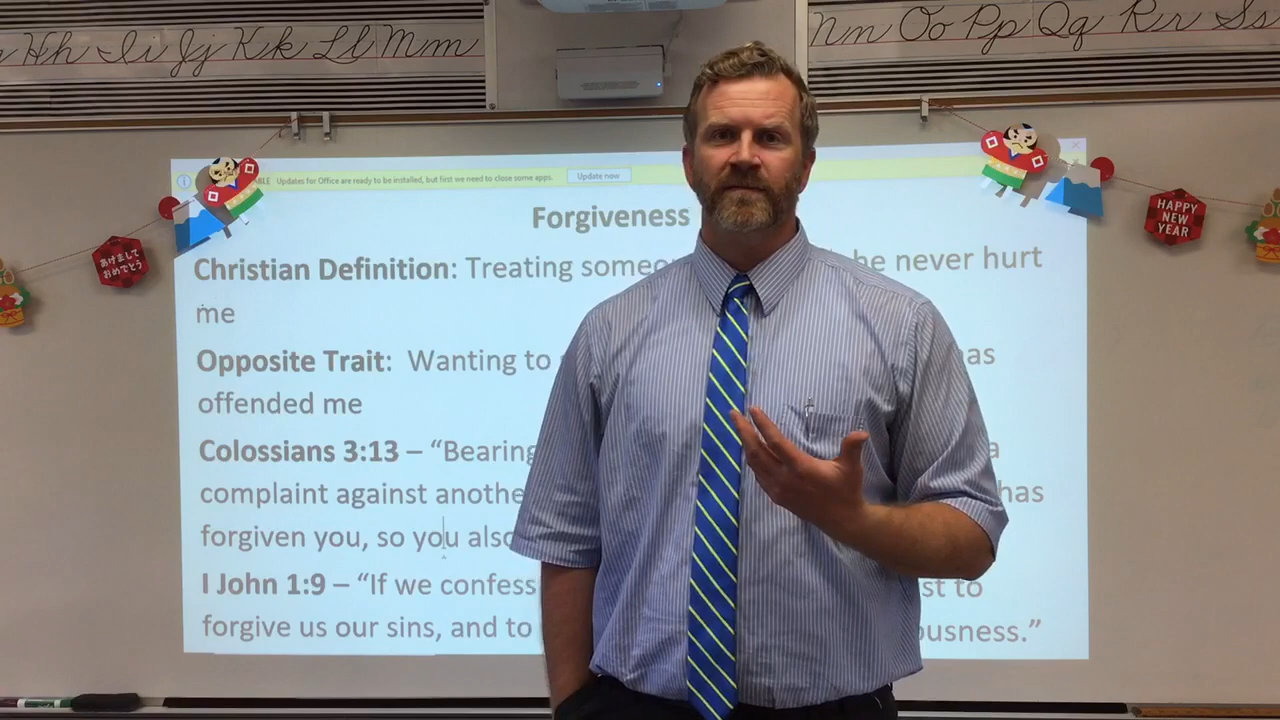 Hh Ii Jj Kk Ll Mm
Nn Oo Pp Qq Rr Ss
Updates for Office are ready to be installed, but first we need to close some apps.
Update now
HAPPY
NEW
YEAR
あけまして
おめでとう
Forgiveness
Christian Definition: Treating he never hurt
me
Opposite Trait: Wanting to has
offended me
Colossians 3:13 – “Bearing a
complaint against has
forgiven you, so you also
I John 1:9 – “If we confess to
forgive us our sins, and to